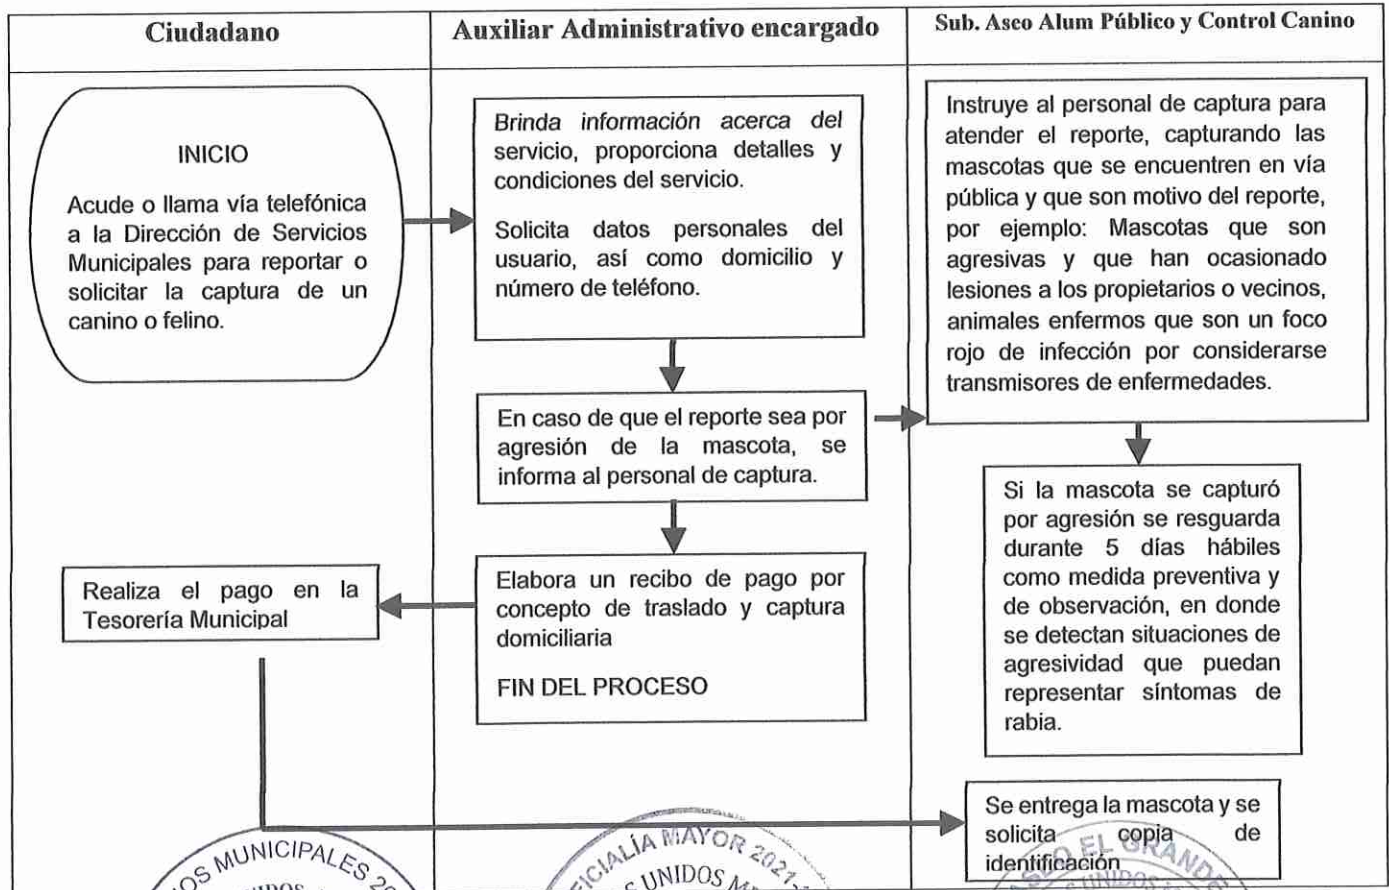 Ciudadano
Auxiliar Administrativo encargado
Sub. Aseo Alum Público y Control Canino
INICIO
Acude o llama vía telefónica
a la Dirección de Servicios
Municipales para reportar o
solicitar la captura de un
canino o felino.
Brinda información acerca del
servicio, proporciona detalles y
condiciones del servicio.
Solicita datos personales del
usuario, así como domicilio y
número de teléfono.
En caso de que el reporte sea por
agresión de la mascota, se
informa al personal de captura.
Elabora un recibo de pago por
concepto de traslado y captura
domiciliaria
FIN DEL PROCESO
Realiza el pago en la
Tesorería Municipal
Instruye al personal de captura para
atender el reporte, capturando las
mascotas que se encuentren en vía
pública y que son motivo del reporte,
por ejemplo: Mascotas que son
agresivas y que han ocasionado
lesiones a los propietarios o vecinos,
animales enfermos que son un foco
rojo de infección por considerarse
transmisores de enfermedades.
Si la mascota se capturó
por agresión se resguarda
durante 5 días hábiles
como medida preventiva y
de observación, en donde
se detectan situaciones de
agresividad que puedan
representar síntomas de
rabia.
Se entrega la mascota y se
solicita copia de
identificación
MUNICIPALES
MAYOR 2021
UNIDOS
EL GRANDE
UNIDOS